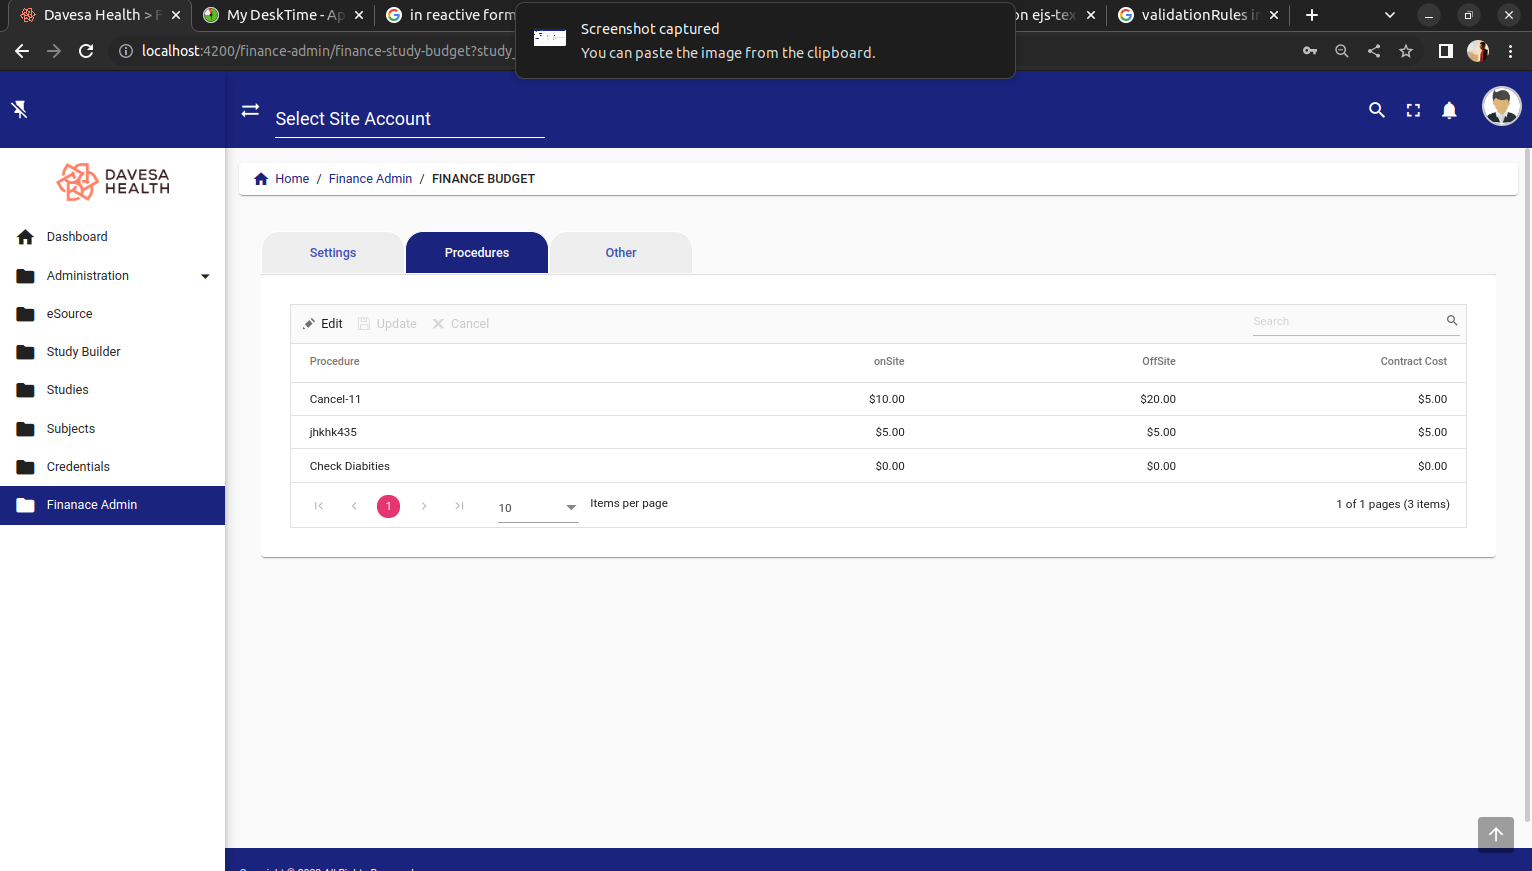 Davesa Health > F
My DeskTime - Ap
in reactive form
on ejs-tex
validationRules in
Screenshot captured
You can paste the image from the clipboard.
localhost:4200/finance-admin/finance-study-budget?study_
Select Site Account
DAVESA
HEALTH
Home / Finance Admin / FINANCE BUDGET
Dashboard
Administration
eSource
Study Builder
Studies
Subjects
Credentials
Finanace Admin
Settings Procedures Other
Edit Update Cancel Search
Procedure onSite OffSite Contract Cost
Cancel-11 $10.00 $20.00 $5.00
jhkhk435 $5.00 $5.00 $5.00
Check Diabities $0.00 $0.00 $0.00
1 10 Items per page 1 of 1 pages (3 items)